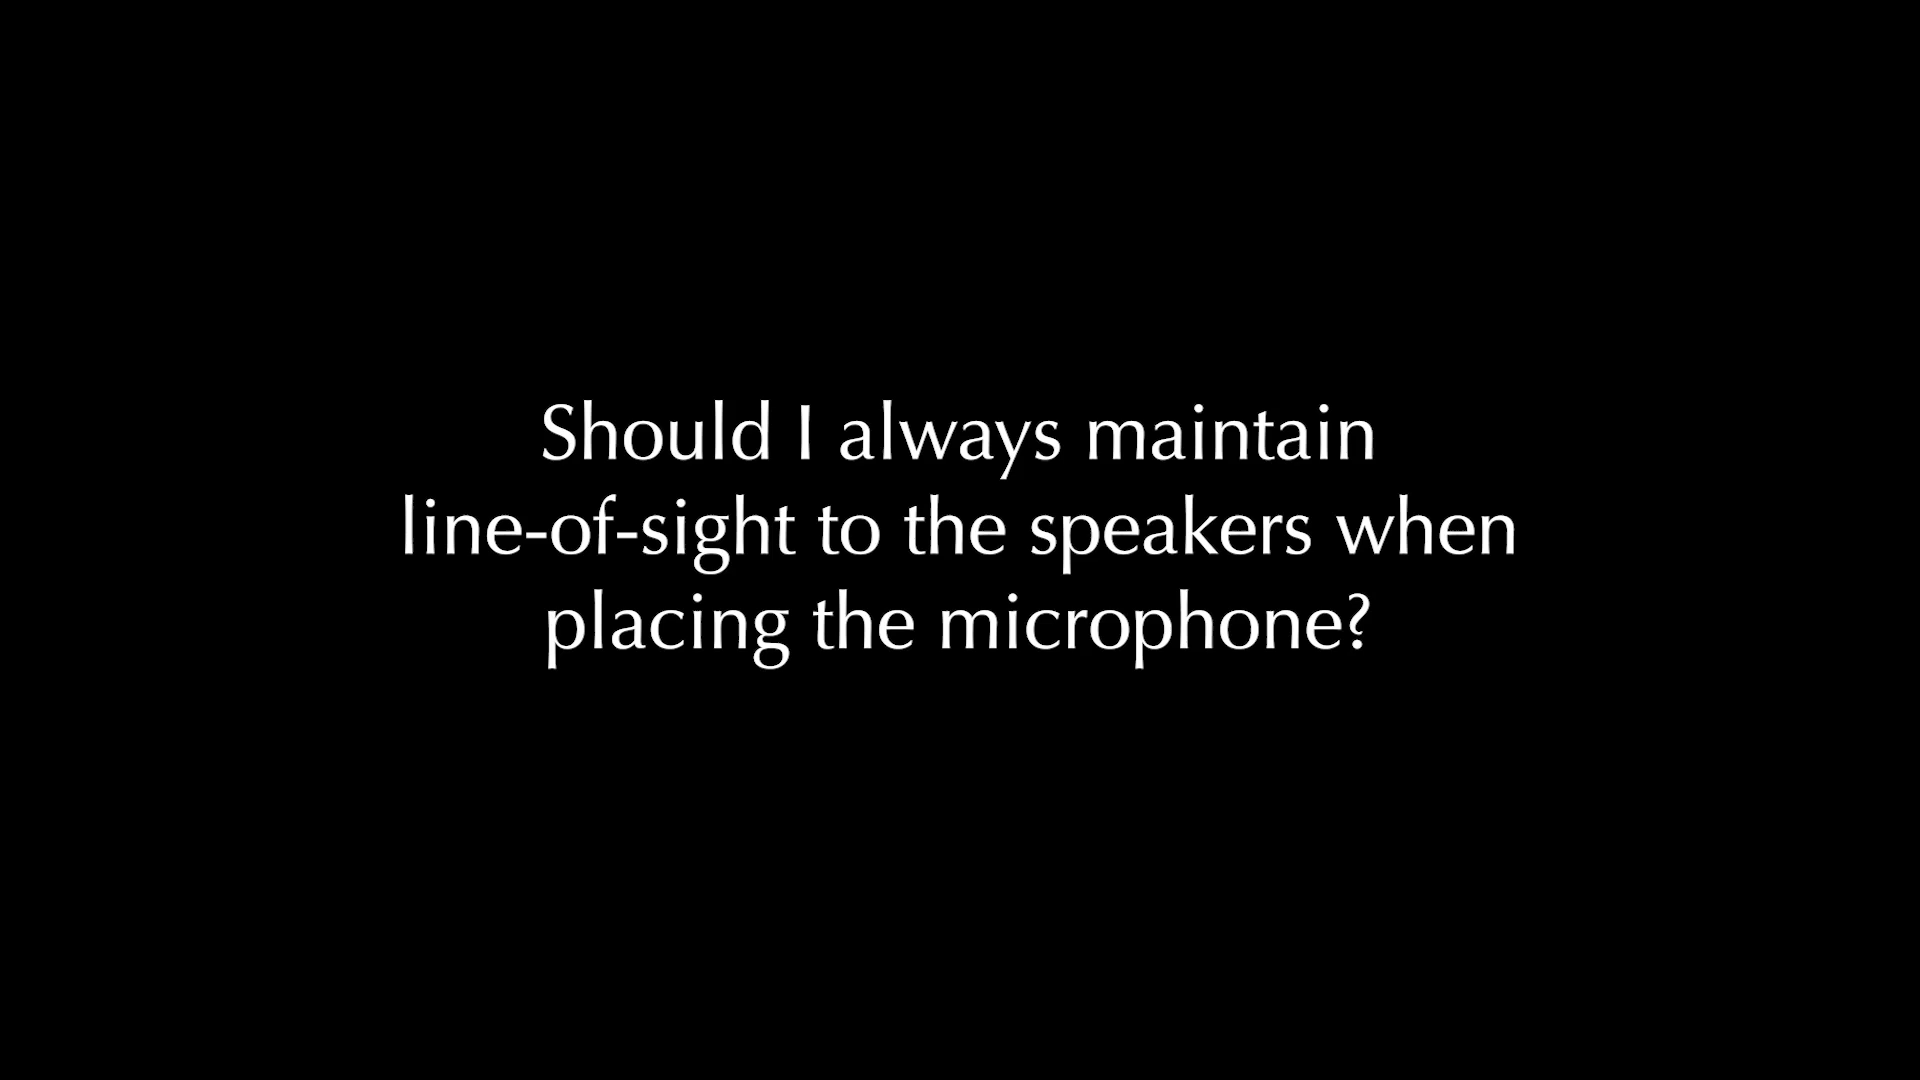 Should I always maintain
line-of-sight to the speakers when
placing the microphone?